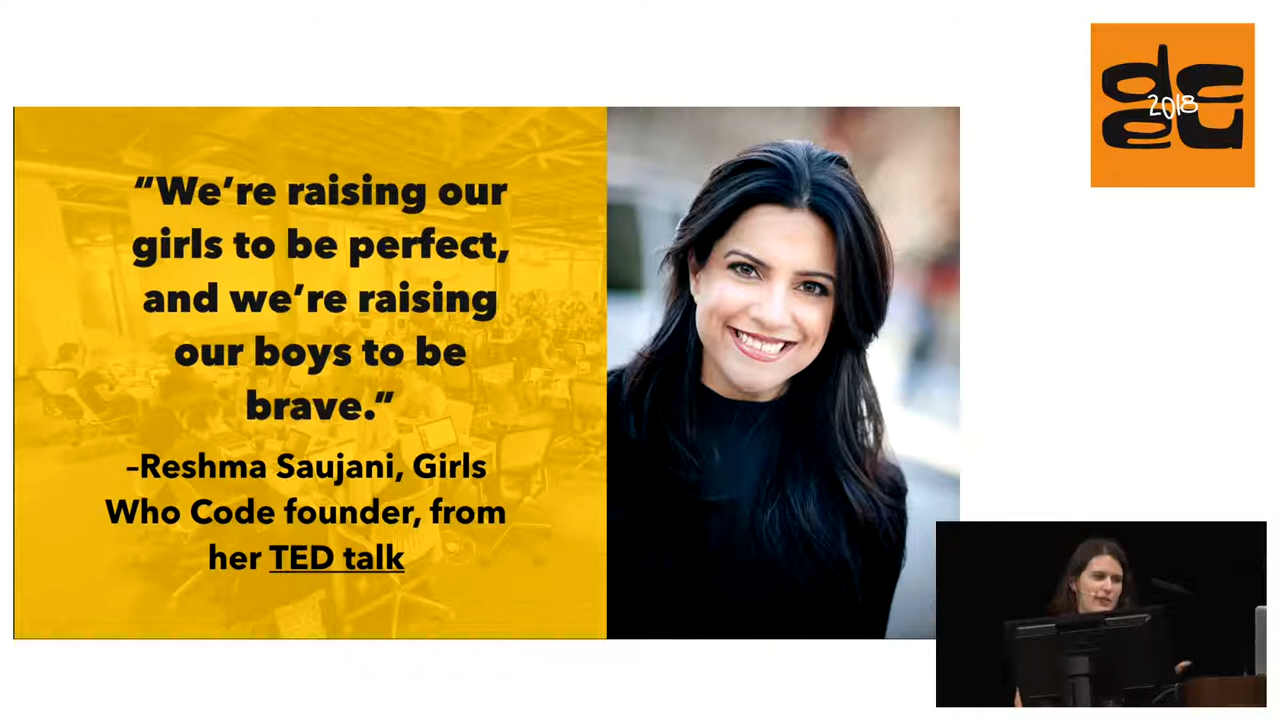 “We’re raising our
girls to be perfect,
and we’re raising
our boys to be
brave.”
–Reshma Saujani, Girls
Who Code founder, from
her TED talk
2018